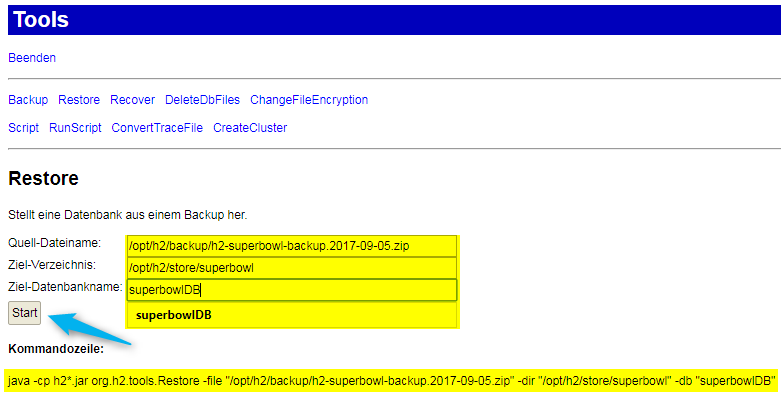 Tools
Beenden
Backup Restore Recover DeleteDbFiles ChangeFileEncryption
Script RunScript ConvertTraceFile CreateCluster
Restore
Stellt eine Datenbank aus einem Backup her.
Quell-Dateiname: /opt/h2/backup/h2-superbowl-backup.2017-09-05.zip
Ziel-Verzeichnis: /opt/h2/store/superbowl
Ziel-Datenbankname: superbowlDB
Start superbowlDB
Kommandozeile:
java -cp h2*.jar org.h2.tools.Restore -file "/opt/h2/backup/h2-superbowl-backup.2017-09-05.zip" -dir "/opt/h2/store/superbowl" -db "superbowlDB"